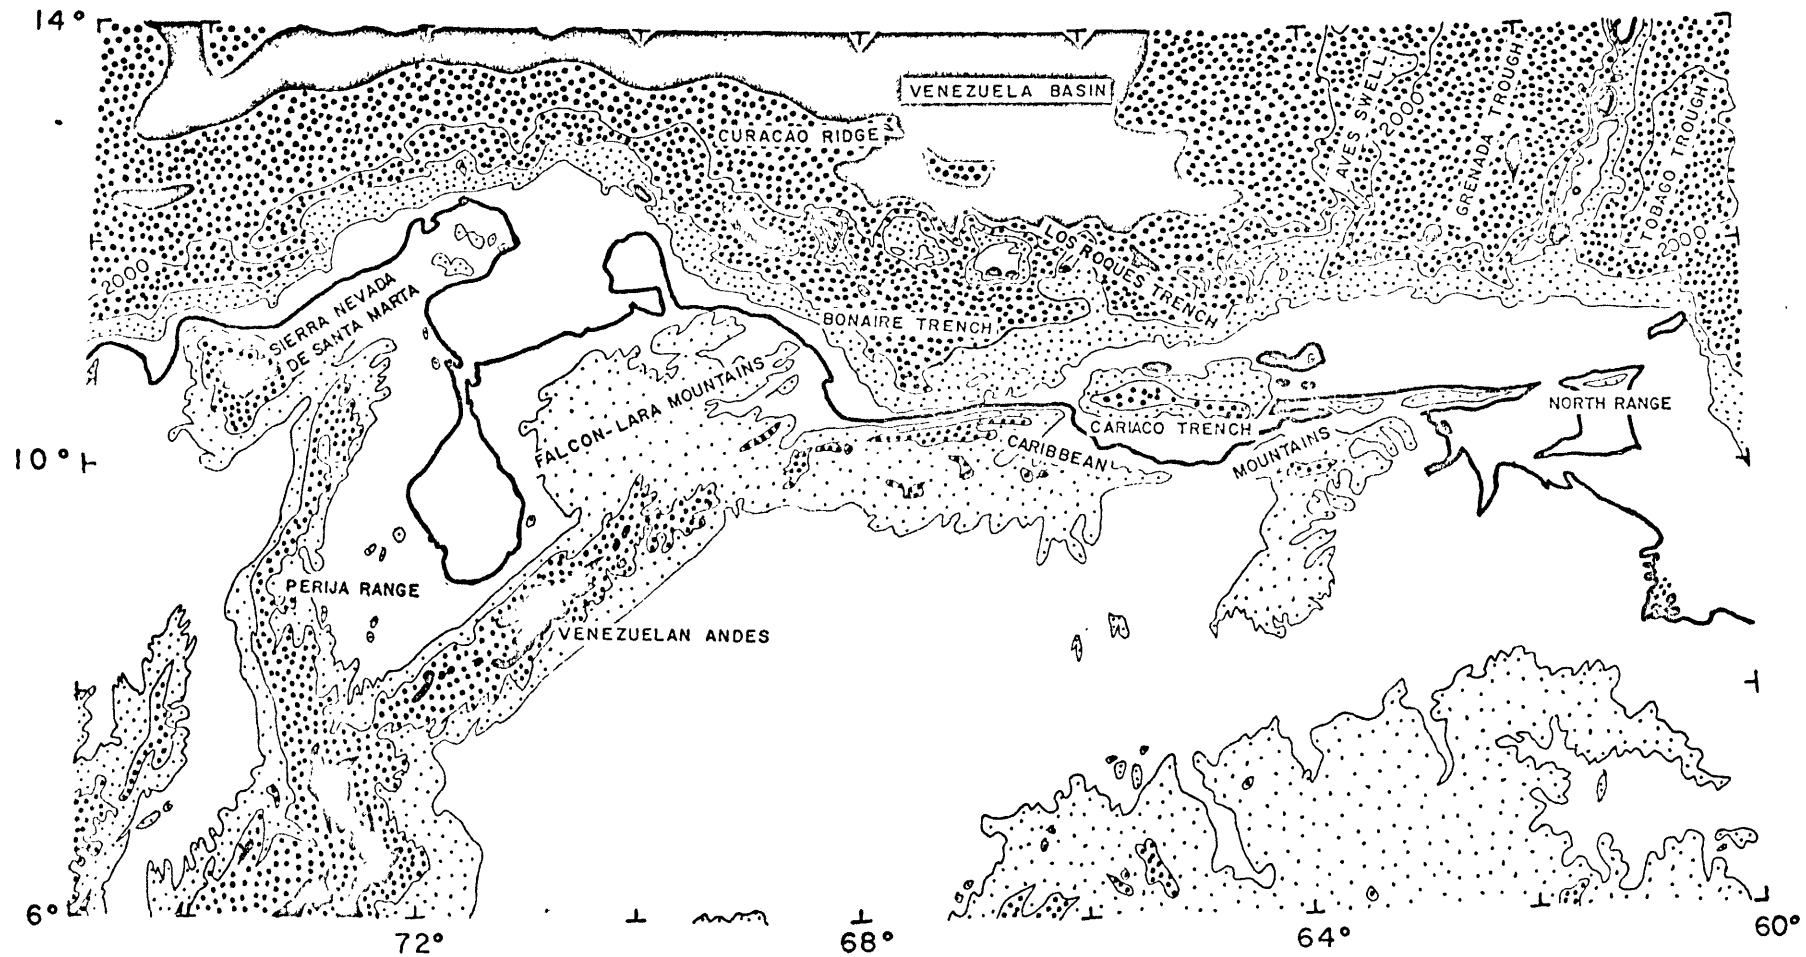 14°
VENEZUELA BASIN
AVES SWELL
2000
GRENADA TROUGH
TOBAGO TROUGH
2000
CURACAO RIDGE
LOS ROQUES TRENCH
2000
SIERRA NEVADA
DE SANTA MARTA
BONAIRE TRENCH
FALCON-LARA MOUNTAINS
NORTH RANGE
CARIACO TRENCH
CARIBBEAN
MOUNTAINS
10°
PERIJA RANGE
VENEZUELAN ANDES
6°
72°
68°
64°
60°